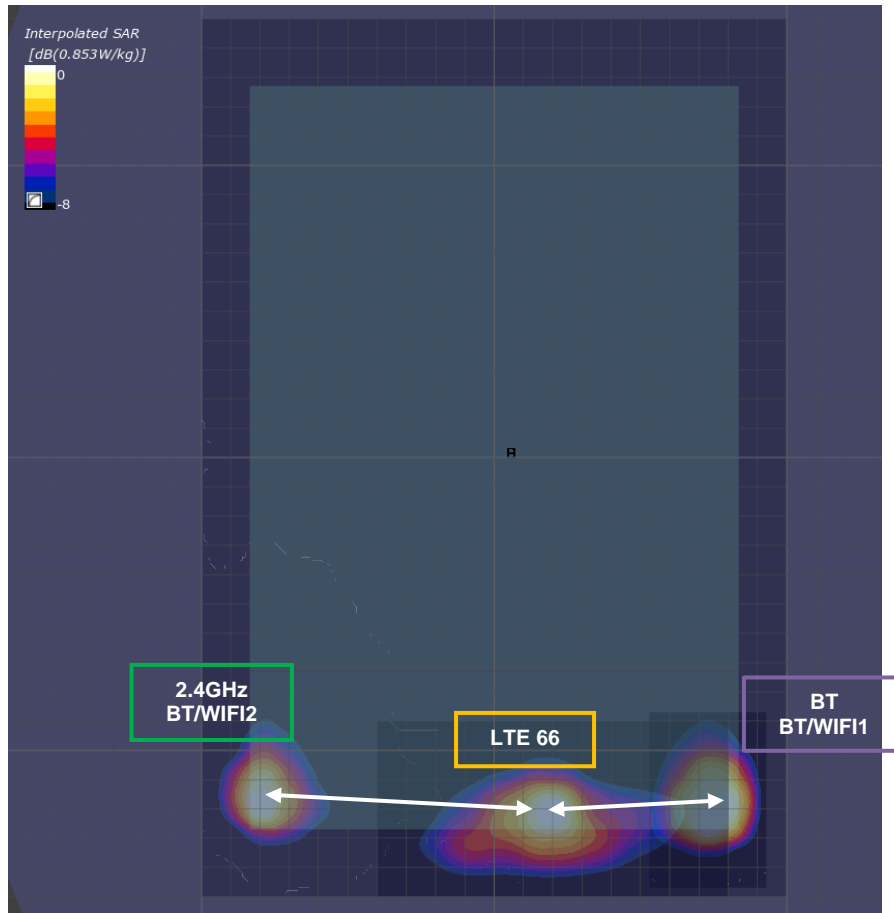 Interpolated SAR
[dB(0.853W/kg)]
0
-8
2.4GHz
BT/WIFI2
LTE 66
BT
BT/WIFI1